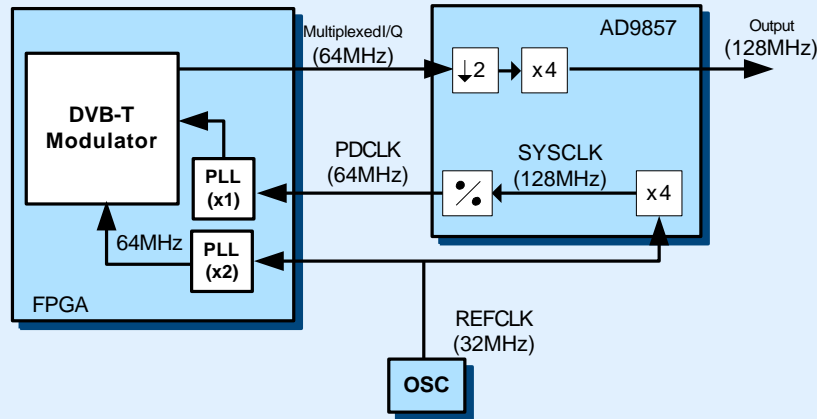 MultiplexedI/Q
(64MHz)
AD9857
Output
(128MHz)
↓2
x4
DVB-T
Modulator
PDCLK
(64MHz)
SYSCLK
(128MHz)
PLL
(x1)
x4
64MHz
PLL
(x2)
FPGA
REFCLK
(32MHz)
OSC